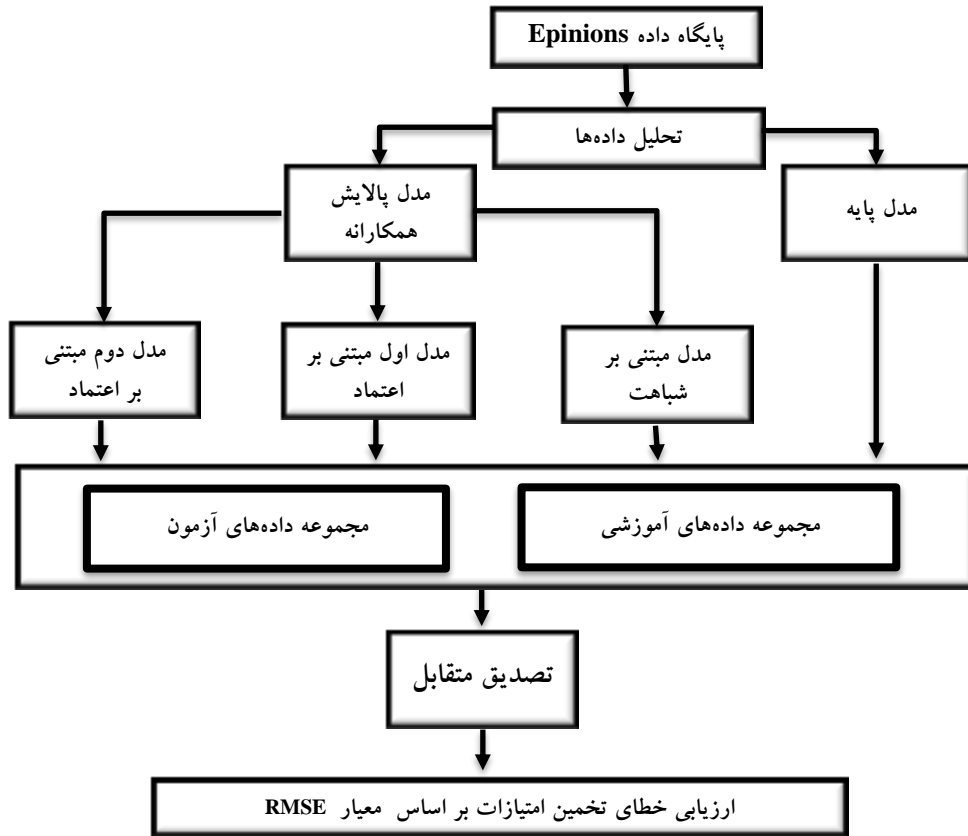 پایگاه داده Epinions
تحلیل داده‌ها
مدل پالایش
همکارانه
مدل پایه
مدل مبتنی بر
شباهت
مدل اول مبتنی بر
اعتماد
مدل دوم مبتنی
بر اعتماد
مجموعه داده‌های آموزشی
مجموعه داده‌های آزمون
تصدیق متقابل
ارزیابی خطای تخمین امتیازات بر اساس معیار RMSE